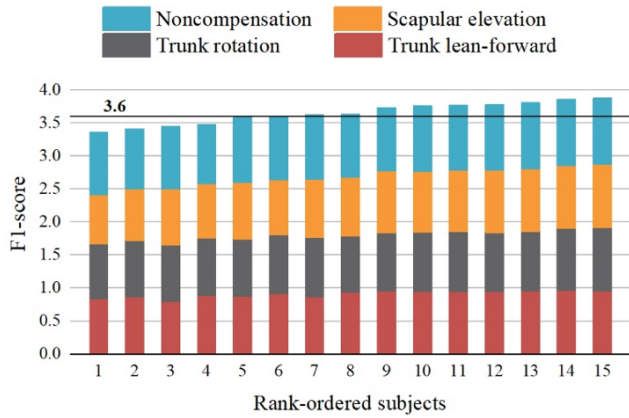 Noncompensation Scapular elevation
Trunk rotation Trunk lean-forward
4.0
3.6
3.5
3.0
2.5
2.0
1.5
1.0
0.5
0.0
F1-score
1 2 3 4 5 6 7 8 9 10 11 12 13 14 15
Rank-ordered subjects